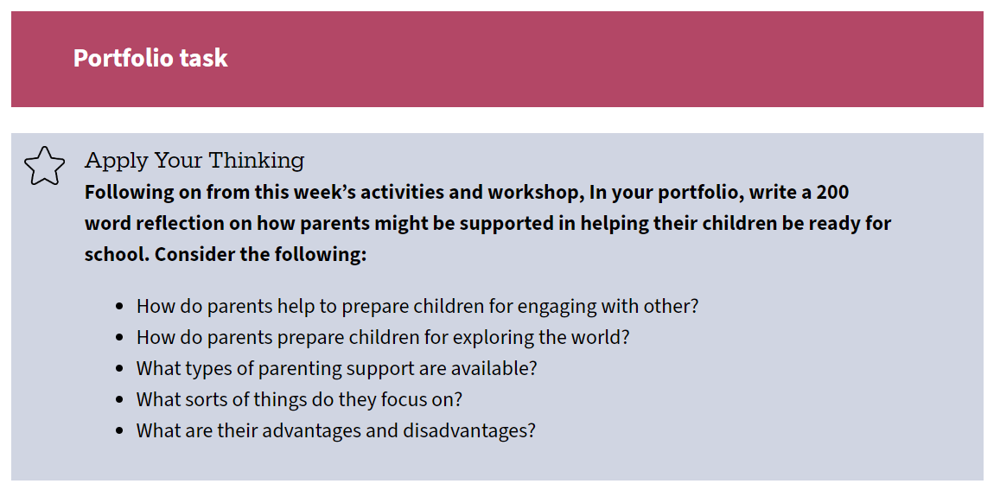 Portfolio task
Apply Your Thinking
Following on from this week’s activities and workshop, In your portfolio, write a 200
word reflection on how parents might be supported in helping their children be ready for
school. Consider the following:
• How do parents help to prepare children for engaging with other?
• How do parents prepare children for exploring the world?
• What types of parenting support are available?
• What sorts of things do they focus on?
• What are their advantages and disadvantages?